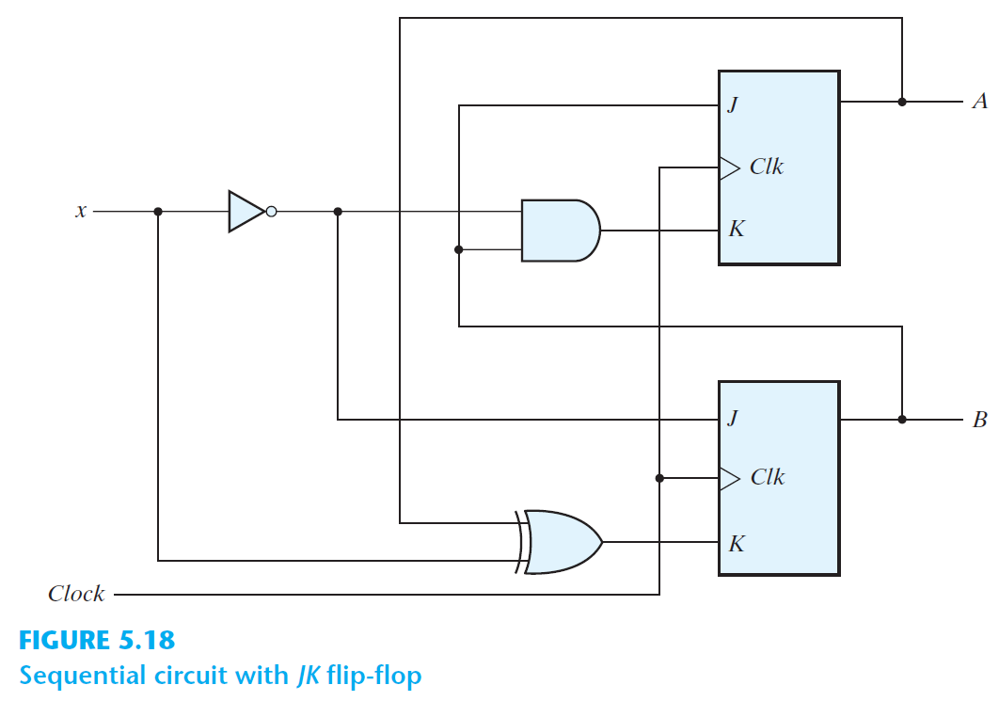 A
J
Clk
x
K
J
B
Clk
K
Clock
FIGURE 5.18
Sequential circuit with JK flip-flop